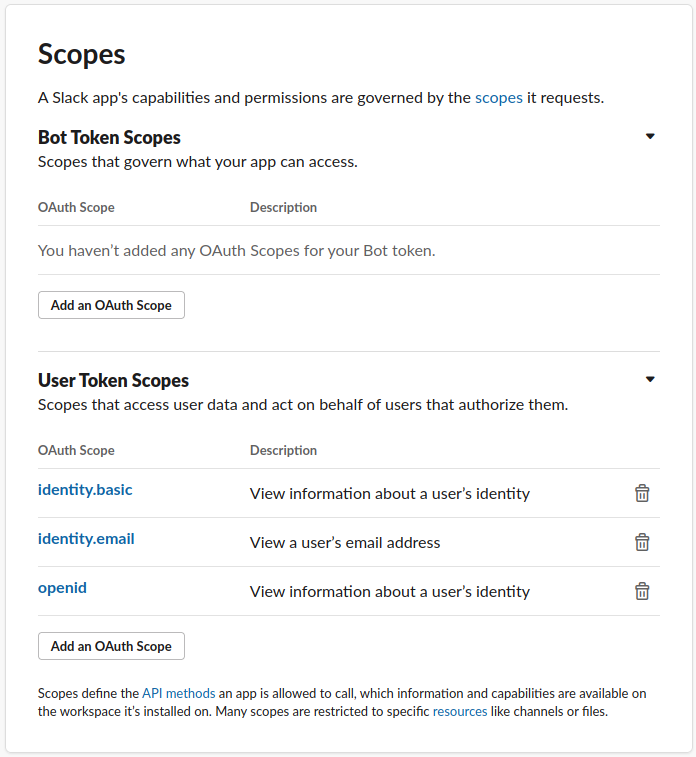 Scopes
A Slack app's capabilities and permissions are governed by the scopes it requests.
Bot Token Scopes
Scopes that govern what your app can access.
OAuth Scope Description
You haven’t added any OAuth Scopes for your Bot token.
Add an OAuth Scope
User Token Scopes
Scopes that access user data and act on behalf of users that authorize them.
OAuth Scope Description
identity.basic View information about a user’s identity
identity.email View a user’s email address
openid View information about a user’s identity
Add an OAuth Scope
Scopes define the API methods an app is allowed to call, which information and capabilities are available on
the workspace it’s installed on. Many scopes are restricted to specific resources like channels or files.